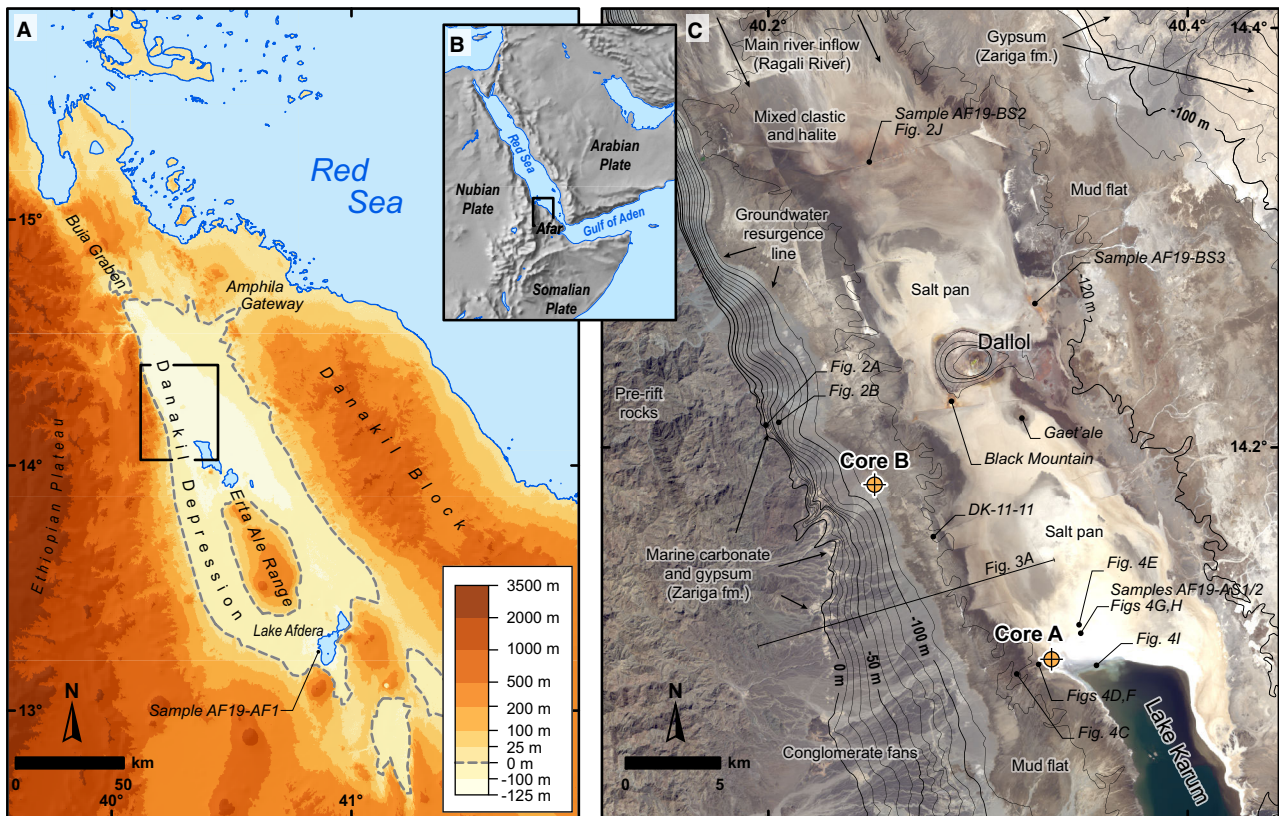 A
Red
Sea
15°
Buia Graben
Amphila
Gateway
Danakil Depression
Danakil Block
14°
Ethiopian Plateau
Erta Ale Range
Lake Afdera
13°
Sample AF19-AF1
N
0 50 km
40° 41°
3500 m
2000 m
1000 m
500 m
200 m
100 m
25 m
0 m
-100 m
-125 m
B
Red Sea
Arabian
Plate
Nubian
Plate
Afar
Gulf of Aden
Somalian
Plate
C
40.2° 40.4°
14.4°
Main river inflow
(Ragali River)
Gypsum
(Zariga fm.)
-100 m
Mixed clastic
and halite
Sample AF19-BS2
Fig. 2J
Mud flat
Groundwater
resurgence
line
Sample AF19-BS3
-120 m
Salt pan
Dallol
Fig. 2A
Fig. 2B
Pre-rift
rocks
Gaet'ale
Black Mountain
14.2°
Core B
DK-11-11
Salt pan
Marine carbonate
and gypsum
(Zariga fm.)
Fig. 3A
Fig. 4E
Samples AF19-AS1/2
Figs 4G,H
Core A
Fig. 4I
-100 m
-50 m
0 m
Figs 4D,F
Fig. 4C
Lake Karum
N
Conglomerate fans
Mud flat
0 5 km